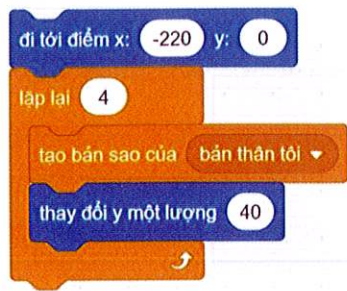 đi tới điểm x: -220 y: 0
lặp lại 4
tạo bản sao của bản thân tôi
thay đổi y một lượng 40